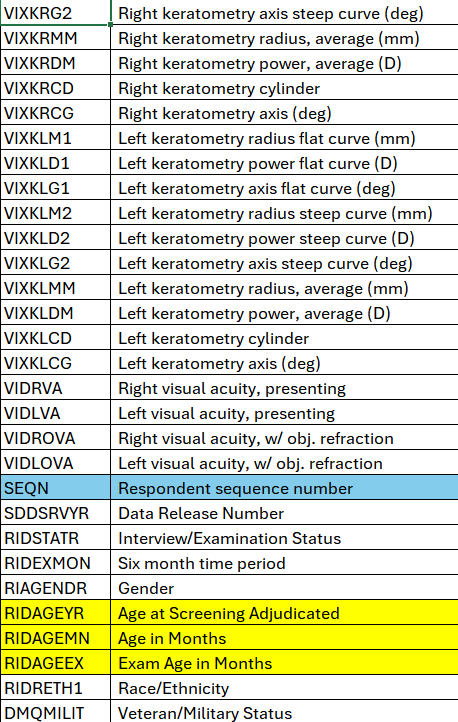 VIXKRG2 Right keratometry axis steep curve (deg)
VIXKRMM Right keratometry radius, average (mm)
VIXKRDM Right keratometry power, average (D)
VIXKRCD Right keratometry cylinder
VIXKRCG Right keratometry axis (deg)
VIXKLM1 Left keratometry radius flat curve (mm)
VIXKLD1 Left keratometry power flat curve (D)
VIXKLG1 Left keratometry axis flat curve (deg)
VIXKLM2 Left keratometry radius steep curve (mm)
VIXKLD2 Left keratometry power steep curve (D)
VIXKLG2 Left keratometry axis steep curve (deg)
VIXKLMM Left keratometry radius, average (mm)
VIXKLDM Left keratometry power, average (D)
VIXKLCD Left keratometry cylinder
VIXKLCG Left keratometry axis (deg)
VIDRVA Right visual acuity, presenting
VIDLVA Left visual acuity, presenting
VIDROVA Right visual acuity, w/ obj. refraction
VIDLOVA Left visual acuity, w/ obj. refraction
SEQN Respondent sequence number
SDDSRVYR Data Release Number
RIDSTATR Interview/Examination Status
RIDEXMON Six month time period
RIAGENDR Gender
RIDAGEYR Age at Screening Adjudicated
RIDAGEMN Age in Months
RIDAGEEX Exam Age in Months
RIDRETH1 Race/Ethnicity
DMQMILIT Veteran/Military Status